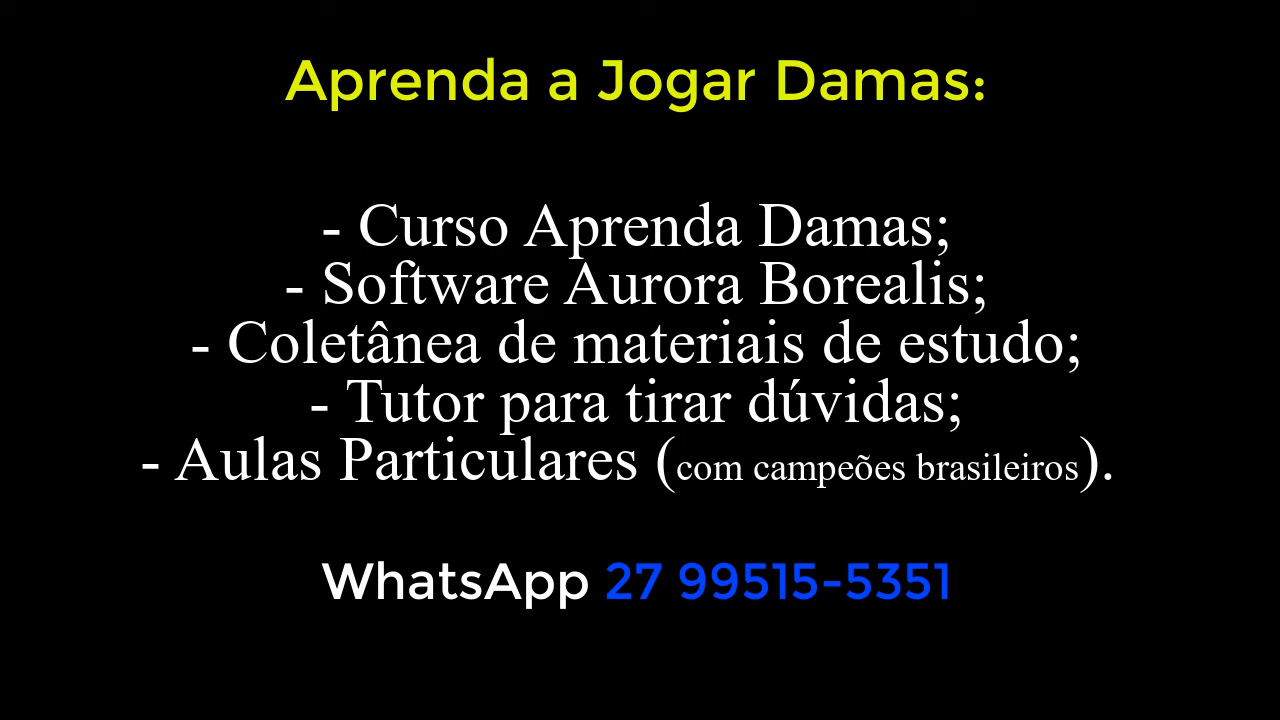 Aprenda a Jogar Damas:
- Curso Aprenda Damas;
- Software Aurora Borealis;
- Coletânea de materiais de estudo;
- Tutor para tirar dúvidas;
- Aulas Particulares (com campeões brasileiros).
WhatsApp 27 99515-5351